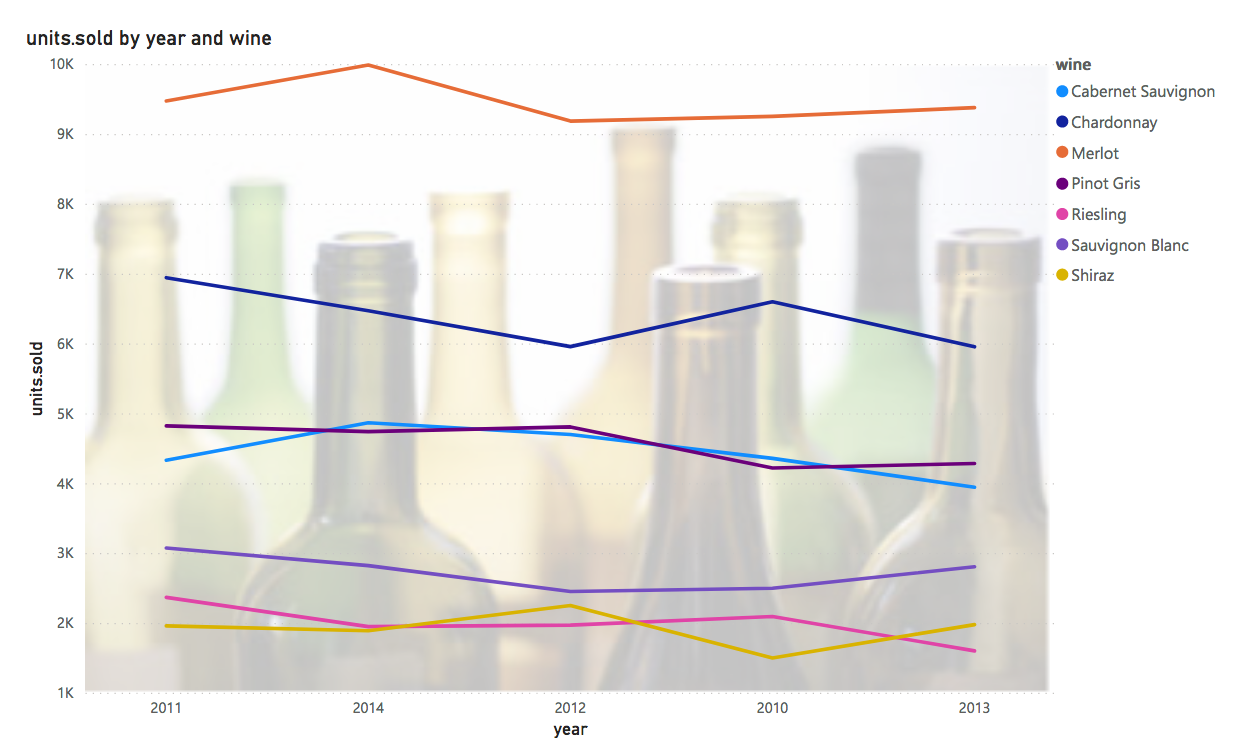 units.sold by year and wine
10K
9K
8K
7K
6K
5K
4K
3K
2K
1K
units.sold
2011 2014 2012 2010 2013
year
wine
Cabernet Sauvignon
Chardonnay
Merlot
Pinot Gris
Riesling
Sauvignon Blanc
Shiraz